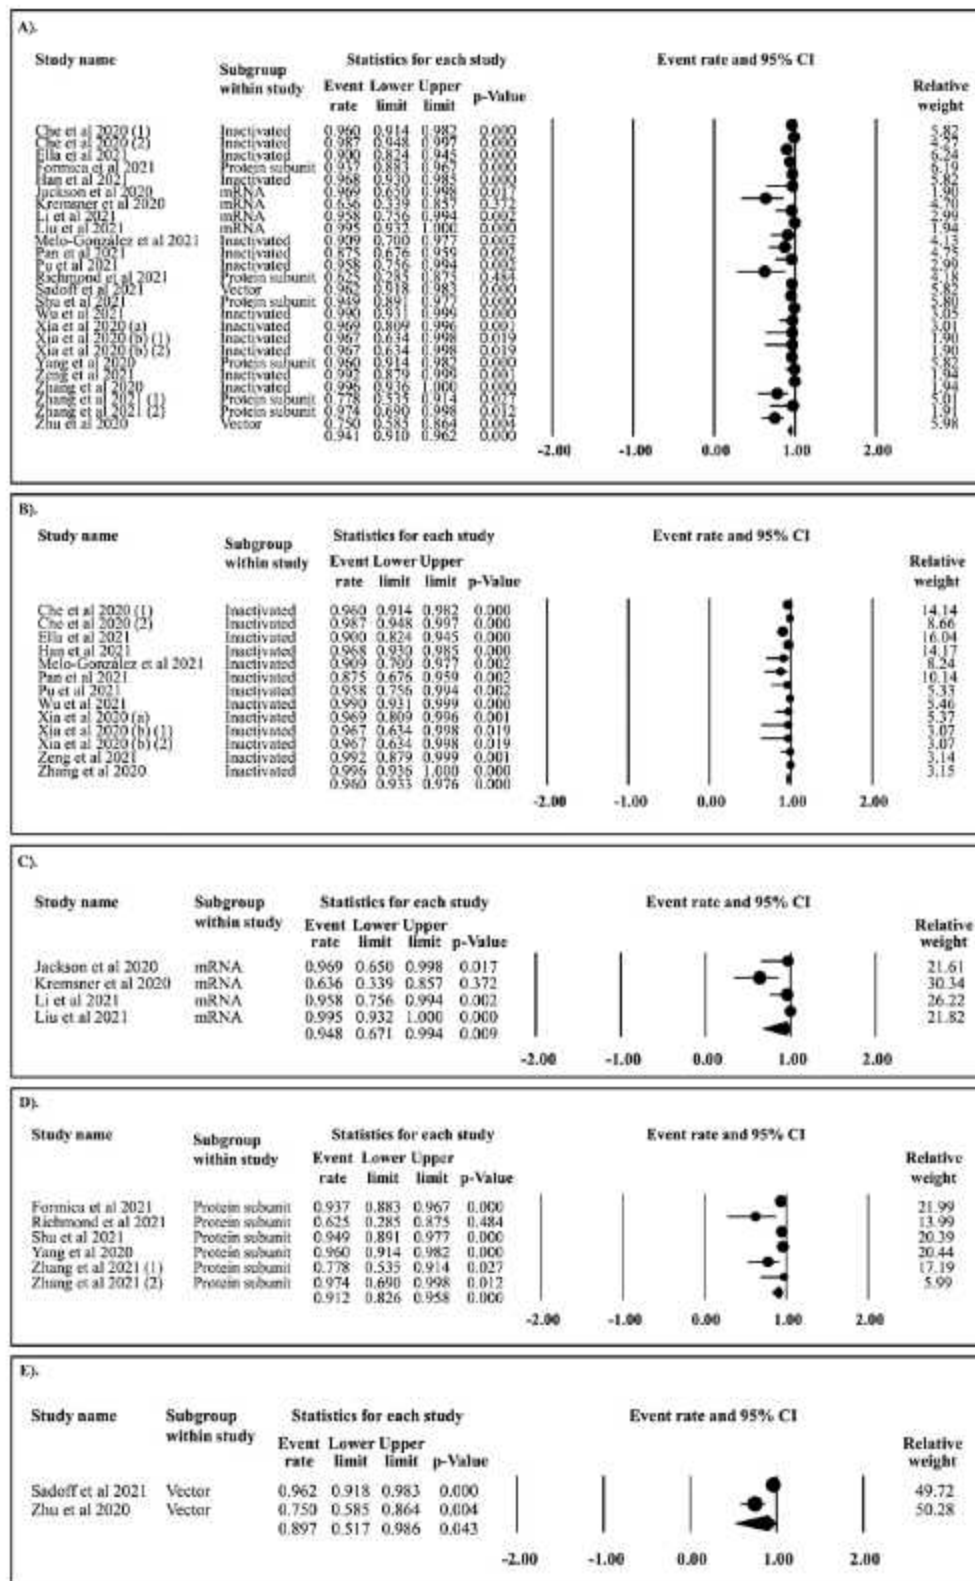 A).
Study name Subgroup within study Statistics for each study Event rate and 95% CI
Event rate Lower limit Upper limit p-Value Relative weight
Che et al 2020 (1) Inactivated 0.960 0.914 0.982 0.000 5.82
Che et al 2020 (2) Inactivated 0.987 0.948 0.997 0.000 4.27
Ella et al 2021 Inactivated 0.900 0.824 0.945 0.000 6.24
Formica et al 2021 Protein subunit 0.937 0.883 0.967 0.000 6.19
Han et al 2021 Inactivated 0.968 0.930 0.985 0.000 5.82
Jackson et al 2020 mRNA 0.969 0.650 0.998 0.017 1.90
Kremsner et al 2020 mRNA 0.636 0.339 0.857 0.372 4.70
Li et al 2021 mRNA 0.958 0.756 0.994 0.002 2.99
Liu et al 2021 mRNA 0.995 0.932 1.000 0.000 1.94
Melo-González et al 2021 Inactivated 0.909 0.700 0.977 0.002 4.13
Pan et al 2021 Inactivated 0.875 0.676 0.959 0.002
Pu et al 2021 Inactivated 0.958 0.756 0.994 0.002 2.99
Richmond et al 2021 Protein subunit 0.625 0.285 0.875 0.484 4.18
Sadoff et al 2021 Vector 0.962 0.918 0.983 0.000 5.82
Shu et al 2021 Protein subunit 0.949 0.891 0.977 0.000 5.80
Wu et al 2021 Inactivated 0.990 0.931 0.999 0.000 3.05
Xia et al 2020 (a) Inactivated 0.969 0.809 0.996 0.001 3.01
Xia et al 2020 (b) (1) Inactivated 0.967 0.634 0.998 0.019 1.90
Xia et al 2020 (b) (2) Inactivated 0.967 0.634 0.998 0.019 1.90
Yang et al 2020 Protein subunit 0.960 0.914 0.982 0.000 5.82
Zeng et al 2021 Inactivated 0.992 0.879 0.999 0.001 1.94
Zhang et al 2020 Inactivated 0.996 0.936 1.000 0.000 1.94
Zhang et al 2021 (1) Protein subunit 0.778 0.535 0.914 0.027 5.01
Zhang et al 2021 (2) Protein subunit 0.974 0.690 0.998 0.012 1.91
Zhu et al 2020 Vector 0.750 0.585 0.864 0.004 5.98
0.941 0.910 0.962 0.000
-2.00 -1.00 0.00 1.00 2.00
B).
Study name Subgroup within study Statistics for each study Event rate and 95% CI
Event rate Lower limit Upper limit p-Value Relative weight
Che et al 2020 (1) Inactivated 0.960 0.914 0.982 0.000 14.14
Che et al 2020 (2) Inactivated 0.987 0.948 0.997 0.000 8.66
Ella et al 2021 Inactivated 0.900 0.824 0.945 0.000 16.04
Han et al 2021 Inactivated 0.968 0.930 0.985 0.000 14.17
Melo-González et al 2021 Inactivated 0.909 0.700 0.977 0.002 8.24
Pan et al 2021 Inactivated 0.875 0.676 0.959 0.002 10.14
Pu et al 2021 Inactivated 0.958 0.756 0.994 0.002 5.33
Wu et al 2021 Inactivated 0.990 0.931 0.999 0.000 5.46
Xia et al 2020 (a) Inactivated 0.969 0.809 0.996 0.001 5.37
Xia et al 2020 (b) (1) Inactivated 0.967 0.634 0.998 0.019 3.07
Xia et al 2020 (b) (2) Inactivated 0.967 0.634 0.998 0.019 3.07
Zeng et al 2021 Inactivated 0.992 0.879 0.999 0.001 3.14
Zhang et al 2020 Inactivated 0.996 0.936 1.000 0.000 3.15
0.960 0.933 0.976 0.000
-2.00 -1.00 0.00 1.00 2.00
C).
Study name Subgroup within study Statistics for each study Event rate and 95% CI
Event rate Lower limit Upper limit p-Value Relative weight
Jackson et al 2020 mRNA 0.969 0.650 0.998 0.017 21.61
Kremsner et al 2020 mRNA 0.636 0.339 0.857 0.372 30.34
Li et al 2021 mRNA 0.958 0.756 0.994 0.002 26.22
Liu et al 2021 mRNA 0.995 0.932 1.000 0.000 21.82
0.948 0.671 0.994 0.009
-2.00 -1.00 0.00 1.00 2.00
D).
Study name Subgroup within study Statistics for each study Event rate and 95% CI
Event rate Lower limit Upper limit p-Value Relative weight
Formica et al 2021 Protein subunit 0.937 0.883 0.967 0.000 21.99
Richmond et al 2021 Protein subunit 0.625 0.285 0.875 0.484 13.99
Shu et al 2021 Protein subunit 0.949 0.891 0.977 0.000 20.39
Yang et al 2020 Protein subunit 0.960 0.914 0.982 0.000 20.44
Zhang et al 2021 (1) Protein subunit 0.778 0.535 0.914 0.027 17.19
Zhang et al 2021 (2) Protein subunit 0.974 0.690 0.998 0.012 5.99
0.912 0.826 0.958 0.000
-2.00 -1.00 0.00 1.00 2.00
E).
Study name Subgroup within study Statistics for each study Event rate and 95% CI
Event rate Lower limit Upper limit p-Value Relative weight
Sadoff et al 2021 Vector 0.962 0.918 0.983 0.000 49.72
Zhu et al 2020 Vector 0.750 0.585 0.864 0.004 50.28
0.897 0.517 0.986 0.043
-2.00 -1.00 0.00 1.00 2.00